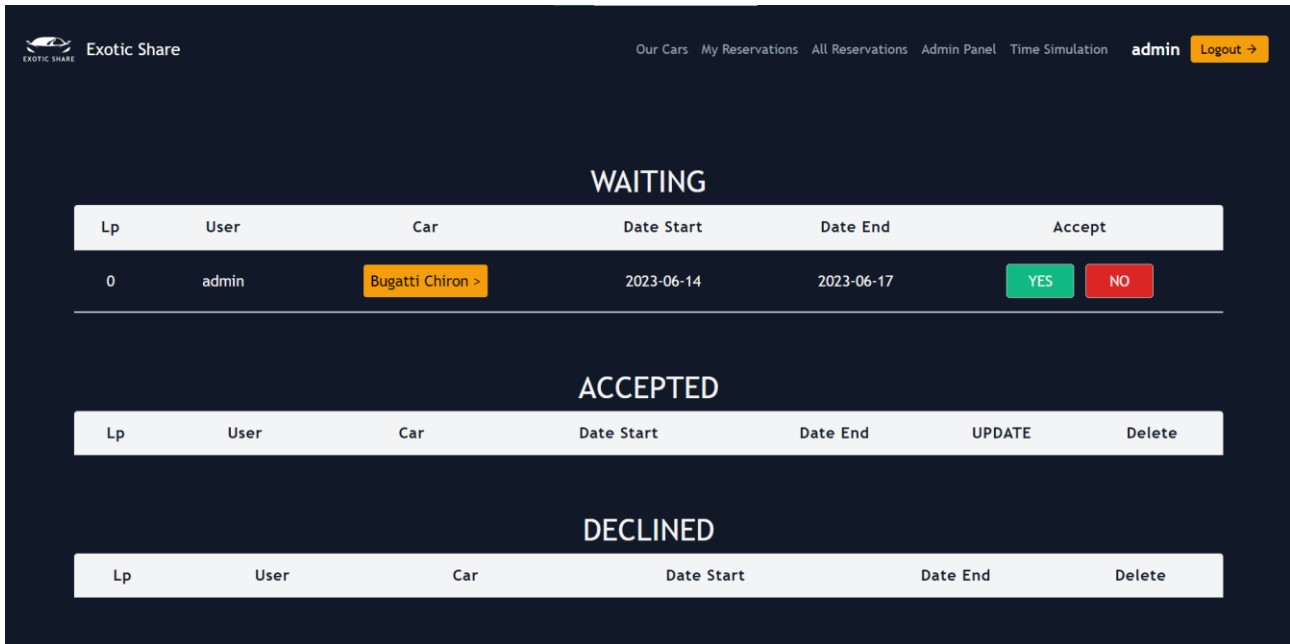 EXOTIC SHARE Exotic Share Our Cars My Reservations All Reservations Admin Panel Time Simulation admin Logout →
WAITING
Lp User Car Date Start Date End Accept
0 admin Bugatti Chiron > 2023-06-14 2023-06-17 YES NO
ACCEPTED
Lp User Car Date Start Date End UPDATE Delete
DECLINED
Lp User Car Date Start Date End Delete